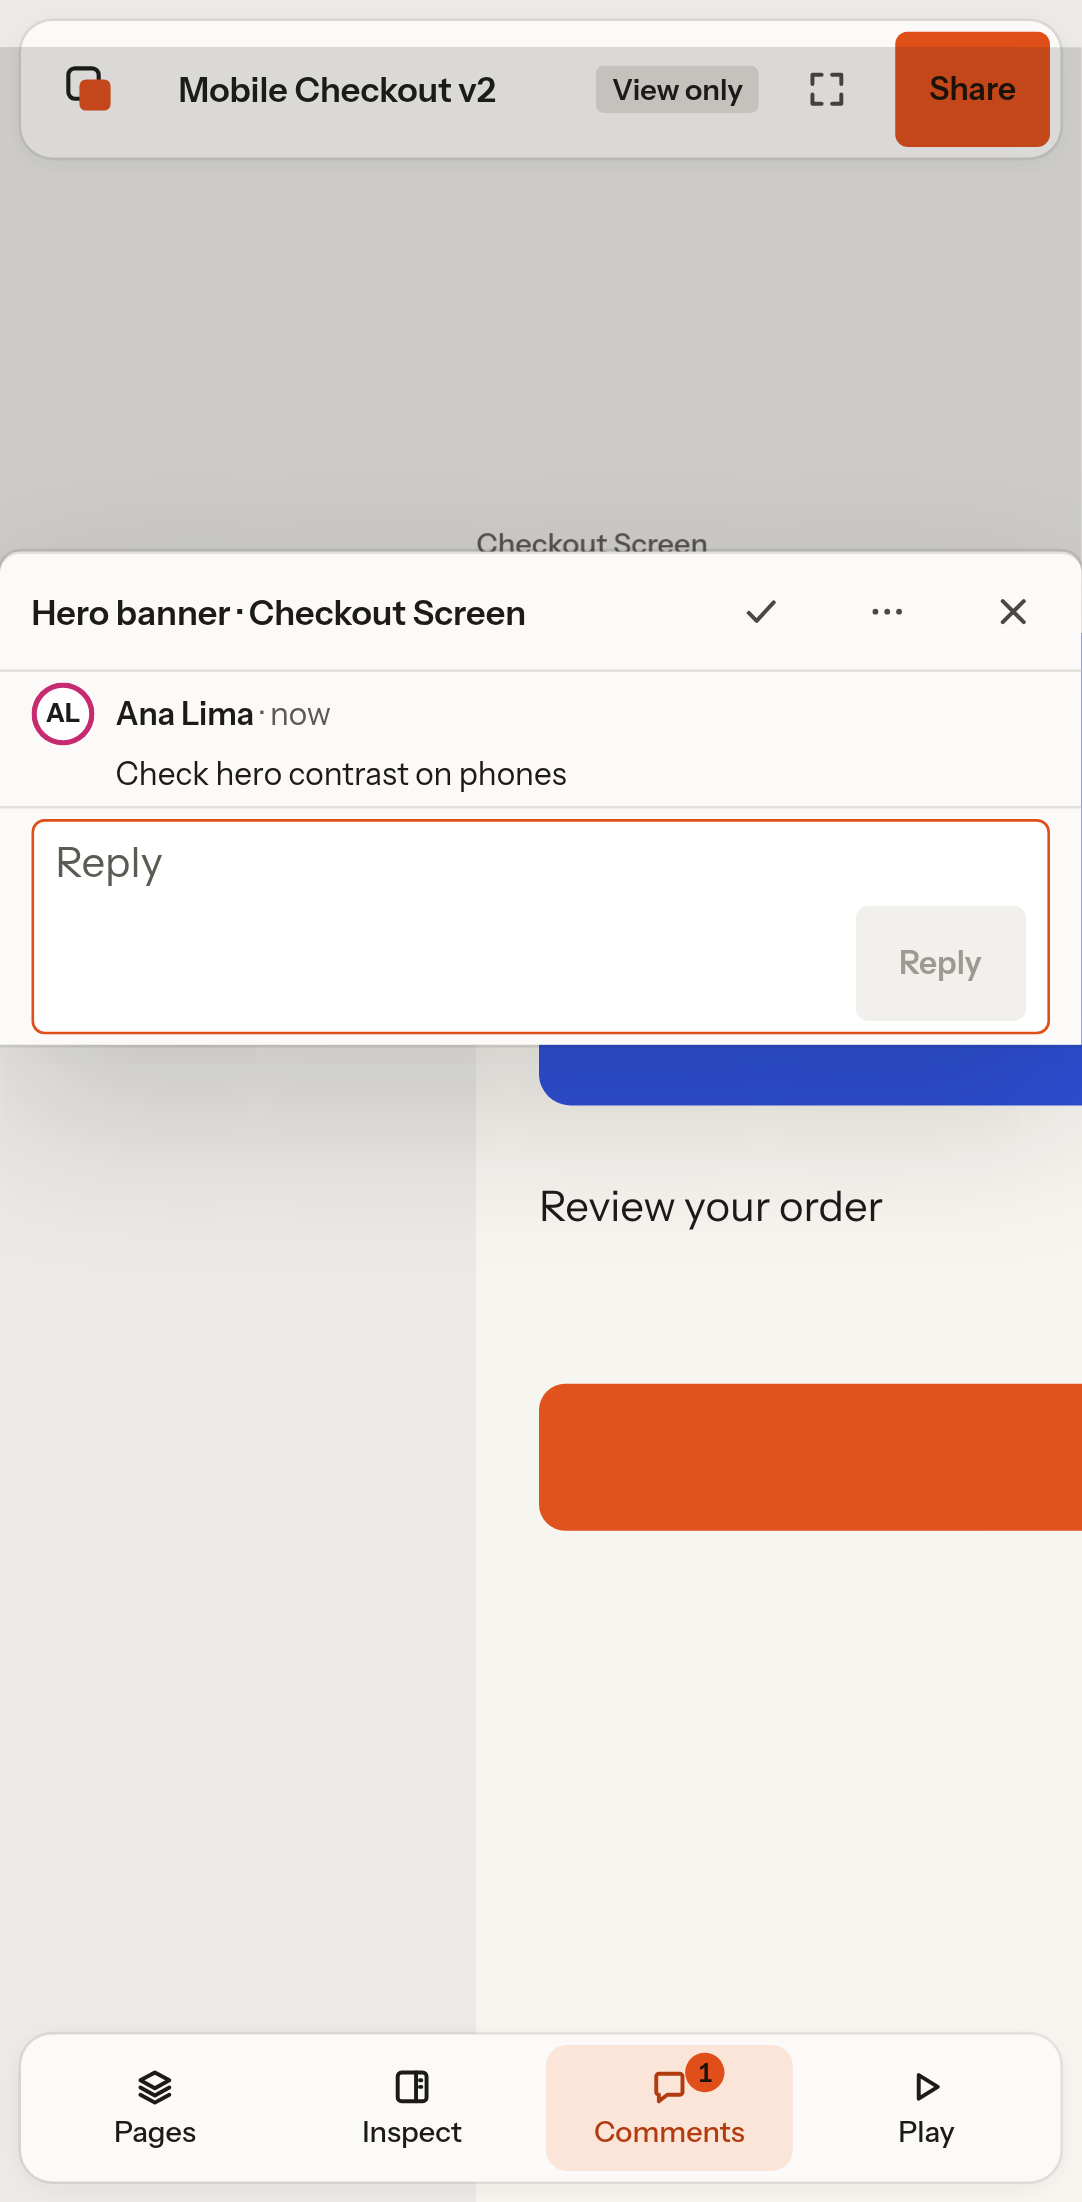 Mobile Checkout v2
View only
Share
Checkout Screen
Hero banner · Checkout Screen
AL
Ana Lima · now
Check hero contrast on phones
Reply
Reply
Review your order
1
Pages
Inspect
Comments
Play